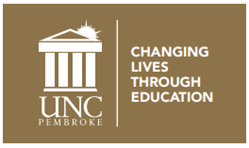 UNC
PEMBROKE
CHANGING
LIVES
THROUGH
EDUCATION